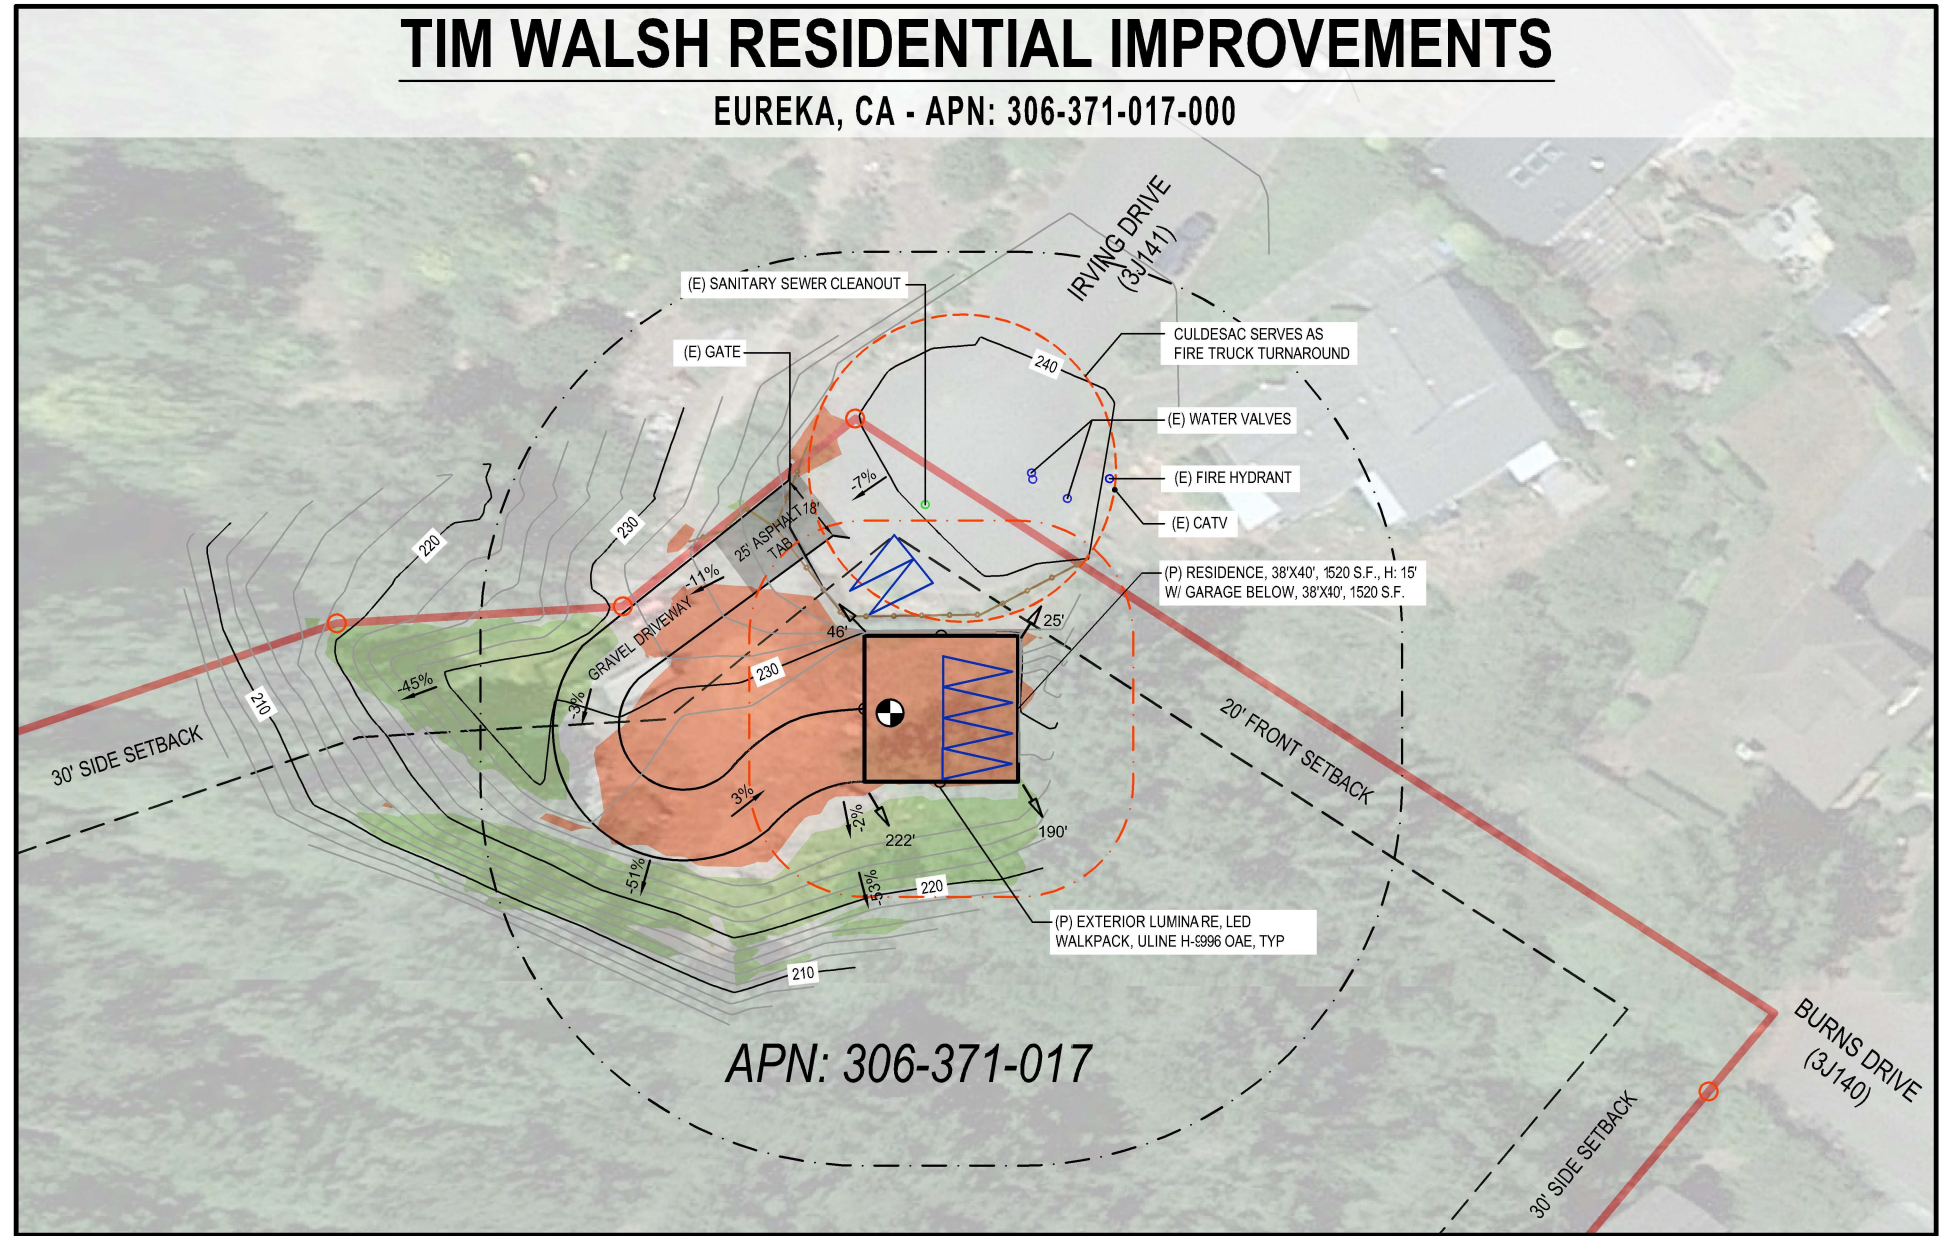 TIM WALSH RESIDENTIAL IMPROVEMENTS
EUREKA, CA - APN: 306-371-017-000
IRVING DRIVE
(3J141)
(E) SANITARY SEWER CLEANOUT
CULDESAC SERVES AS
FIRE TRUCK TURNAROUND
(E) GATE
240
(E) WATER VALVES
(E) FIRE HYDRANT
-7%
(E) CATV
25' ASPHALT
TAB
18'
230
220
-11%
(P) RESIDENCE, 38'X40', 1520 S.F., H: 15'
W/ GARAGE BELOW, 38'X40', 1520 S.F.
GRAVEL DRIVEWAY
46'
25'
230
-45%
-3%
210
30' SIDE SETBACK
20' FRONT SETBACK
3%
-2%
222'
190'
-51%
-53%
220
(P) EXTERIOR LUMINARE, LED
WALKPACK, ULINE H-9996 OAE, TYP
210
APN: 306-371-017
BURNS DRIVE
(3J140)
30' SIDE SETBACK